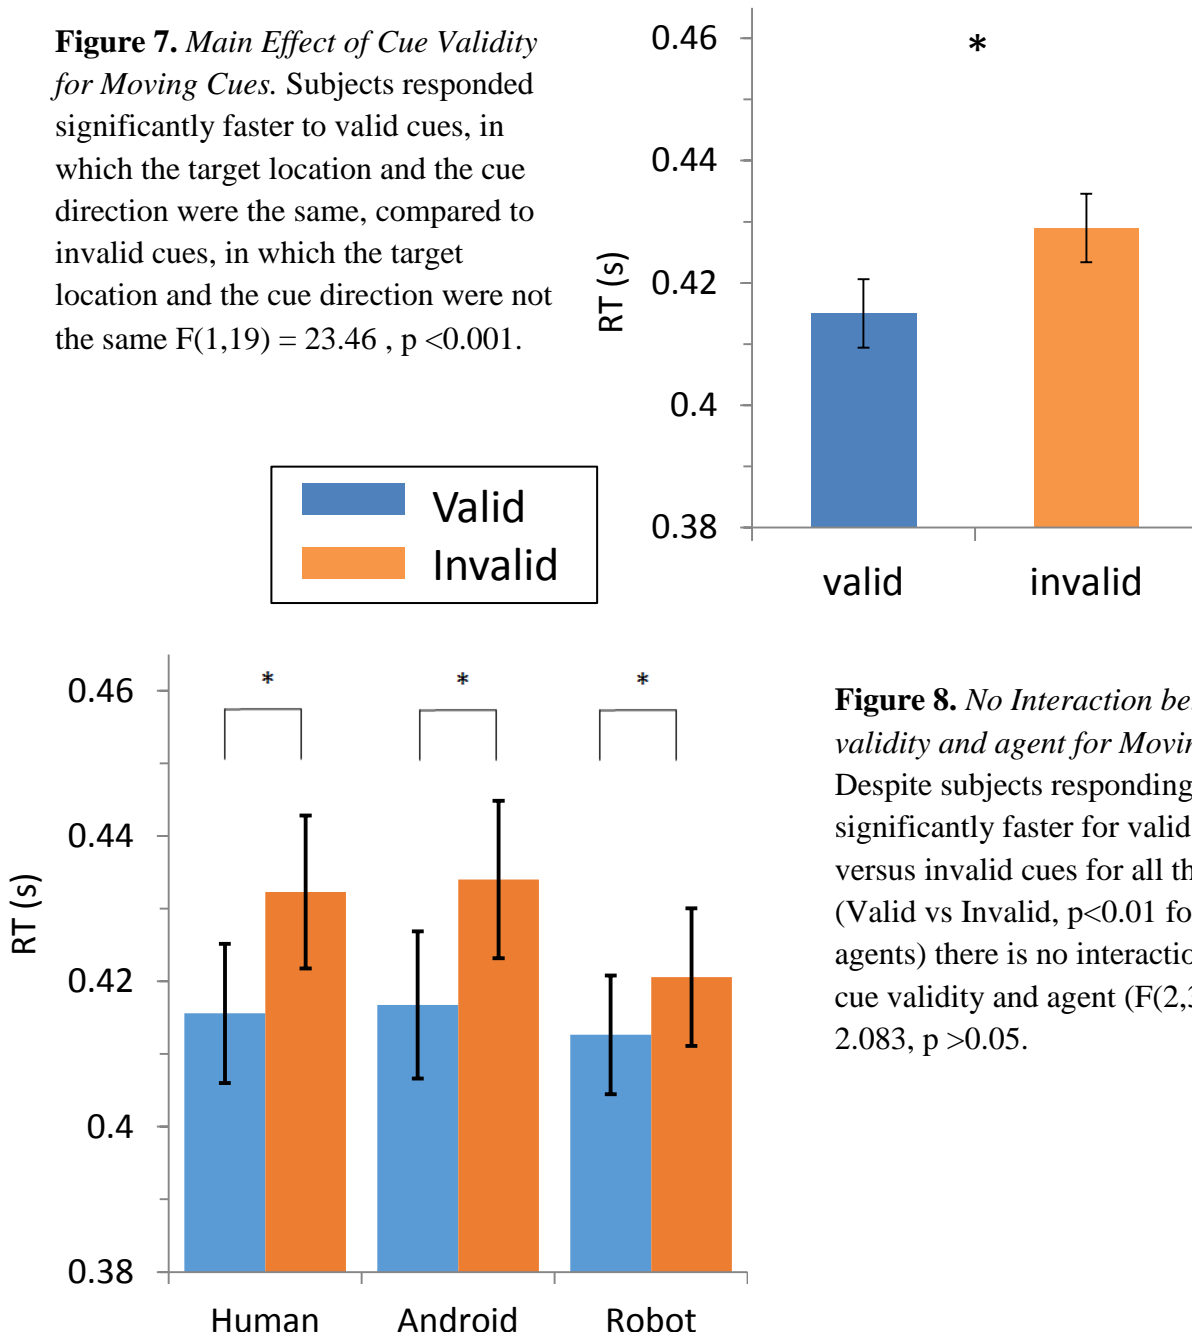 Figure 7. Main Effect of Cue Validity
for Moving Cues. Subjects responded
significantly faster to valid cues, in
which the target location and the cue
direction were the same, compared to
invalid cues, in which the target
location and the cue direction were not
the same F(1,19) = 23.46 , p <0.001.
*
0.46
0.44
0.42
0.4
0.38
RT (s)
valid invalid
Valid
Invalid
* * *
0.46
0.44
0.42
0.4
0.38
RT (s)
Human Android Robot
Figure 8. No Interaction
validity and agent for
Despite subjects responding
significantly faster for valid
versus invalid cues for all
(Valid vs Invalid, p<0.01
agents) there is no
cue validity and agent
2.083, p >0.05.